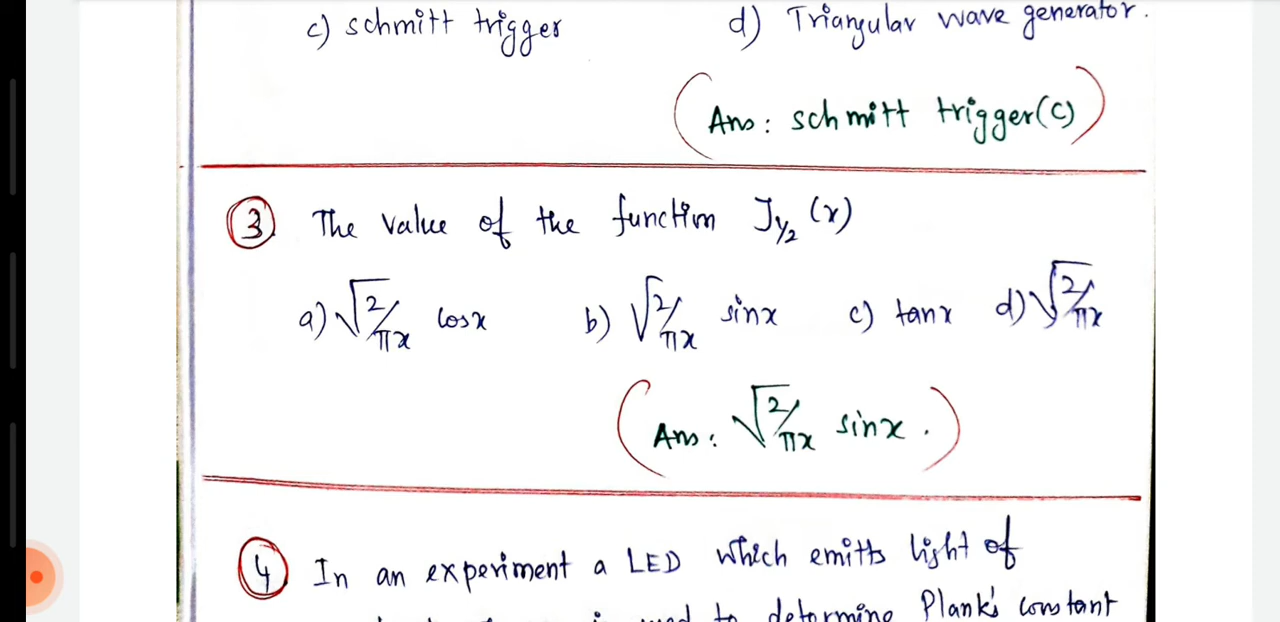 c) schmitt trigger d) Triangular wave generator.
(Ans: schmitt trigger(c))
3 The value of the function J1/2 (x)
a) √2/πx cosx b) √2/πx sinx c) tanx d) √2/πx
(Ans: √2/πx sinx.)
4 In an experiment a LED which emitts light of
to determine Plank's constant